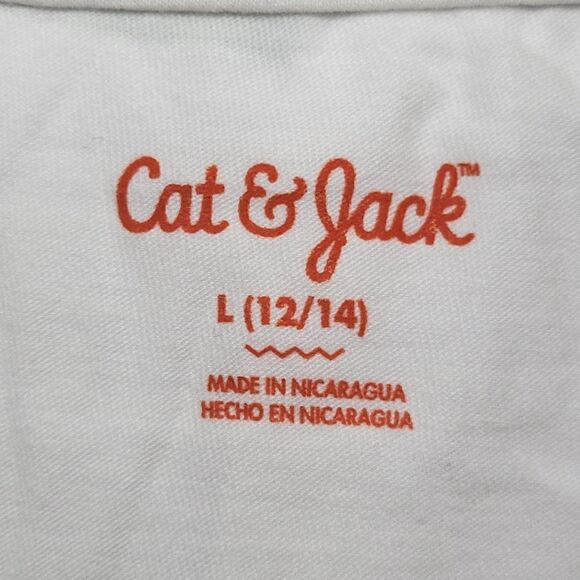 Cat & Jack™
L (12/14)
MADE IN NICARAGUA
HECHO EN NICARAGUA